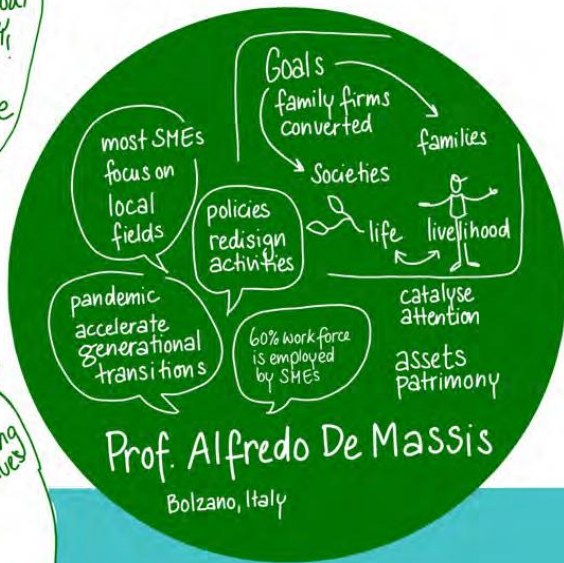 Goals
family firms
converted
families
Societies
life
livelihood
most SMEs
focus on
local
fields
policies
redisign
activities
pandemic
accelerate
generational
transitions
60% workforce
is employed
by SMEs
catalyse
attention
assets
patrimony
Prof. Alfredo De Massis
Bolzano, Italy